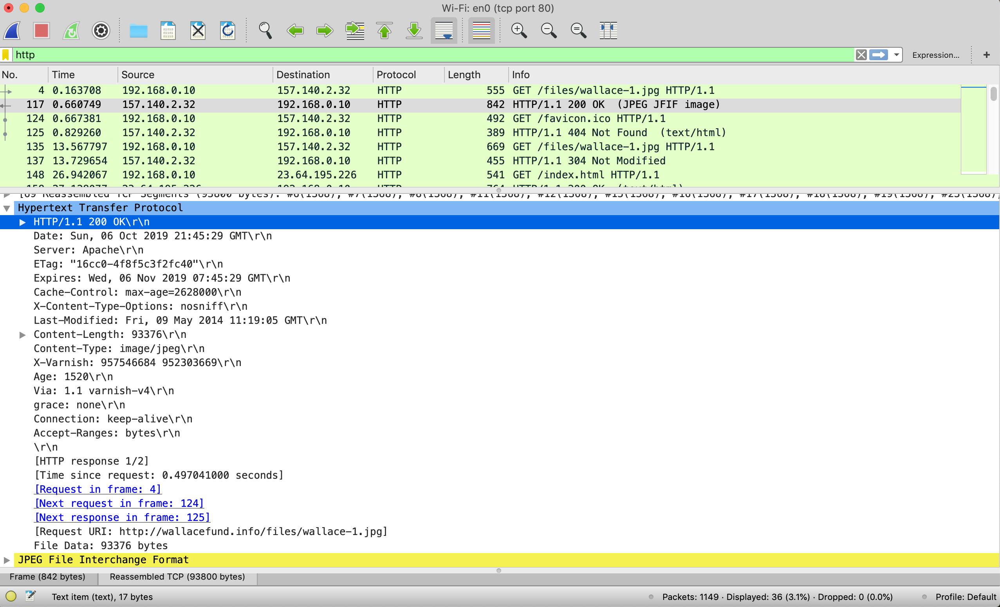 Wi-Fi: en0 (tcp port 80)
http
Expression...
+
No. Time Source Destination Protocol Length Info
4 0.163708 192.168.0.10 157.140.2.32 HTTP 555 GET /files/wallace-1.jpg HTTP/1.1
117 0.660749 157.140.2.32 192.168.0.10 HTTP 842 HTTP/1.1 200 OK (JPEG JFIF image)
124 0.667381 192.168.0.10 157.140.2.32 HTTP 492 GET /favicon.ico HTTP/1.1
125 0.829260 157.140.2.32 192.168.0.10 HTTP 389 HTTP/1.1 404 Not Found (text/html)
135 13.567797 192.168.0.10 157.140.2.32 HTTP 669 GET /files/wallace-1.jpg HTTP/1.1
137 13.729654 157.140.2.32 192.168.0.10 HTTP 455 HTTP/1.1 304 Not Modified
148 26.942067 192.168.0.10 23.64.195.226 HTTP 541 GET /index.html HTTP/1.1
HTTP HTTP/1.1 200 OK (text/html)
Reassembled TCP Segments (93800 bytes): #6(1368), #7(1368), #8(1368), #11(1368), #12(1368), #15(1368), #16(1368), #17(1368), #18(1368), #19(1368),
Hypertext Transfer Protocol
HTTP/1.1 200 OK\r\n
Date: Sun, 06 Oct 2019 21:45:29 GMT\r\n
Server: Apache\r\n
ETag: "16cc0-4f8f5c3f2fc40"\r\n
Expires: Wed, 06 Nov 2019 07:45:29 GMT\r\n
Cache-Control: max-age=2628000\r\n
X-Content-Type-Options: nosniff\r\n
Last-Modified: Fri, 09 May 2014 11:19:05 GMT\r\n
Content-Length: 93376\r\n
Content-Type: image/jpeg\r\n
X-Varnish: 957546684 952303669\r\n
Age: 1520\r\n
Via: 1.1 varnish-v4\r\n
grace: none\r\n
Connection: keep-alive\r\n
Accept-Ranges: bytes\r\n
\r\n
[HTTP response 1/2]
[Time since request: 0.497041000 seconds]
[Request in frame: 4]
[Next request in frame: 124]
[Next response in frame: 125]
[Request URI: http://wallacefund.info/files/wallace-1.jpg]
File Data: 93376 bytes
JPEG File Interchange Format
Frame (842 bytes) Reassembled TCP (93800 bytes)
Text item (text), 17 bytes
Packets: 1149 · Displayed: 36 (3.1%) · Dropped: 0 (0.0%)
Profile: Default